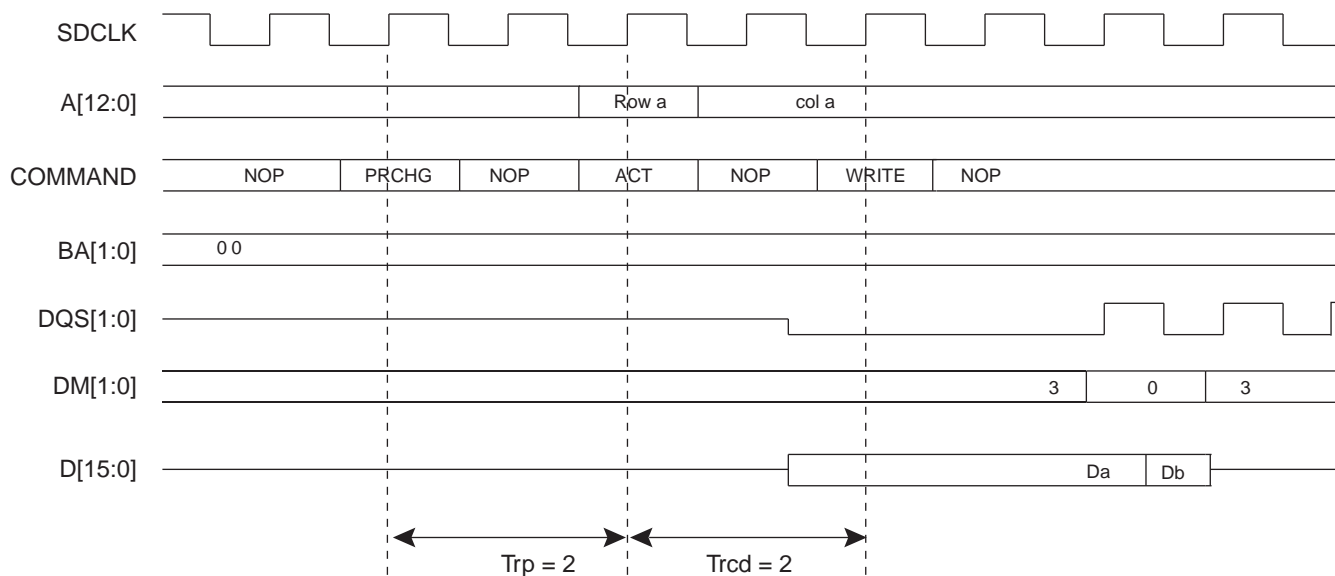 SDCLK
A[12:0] Row a col a
COMMAND NOP PRCHG NOP ACT NOP WRITE NOP
BA[1:0] 0 0
DQS[1:0]
DM[1:0] 3 0 3
D[15:0] Da Db
Trp = 2 Trcd = 2